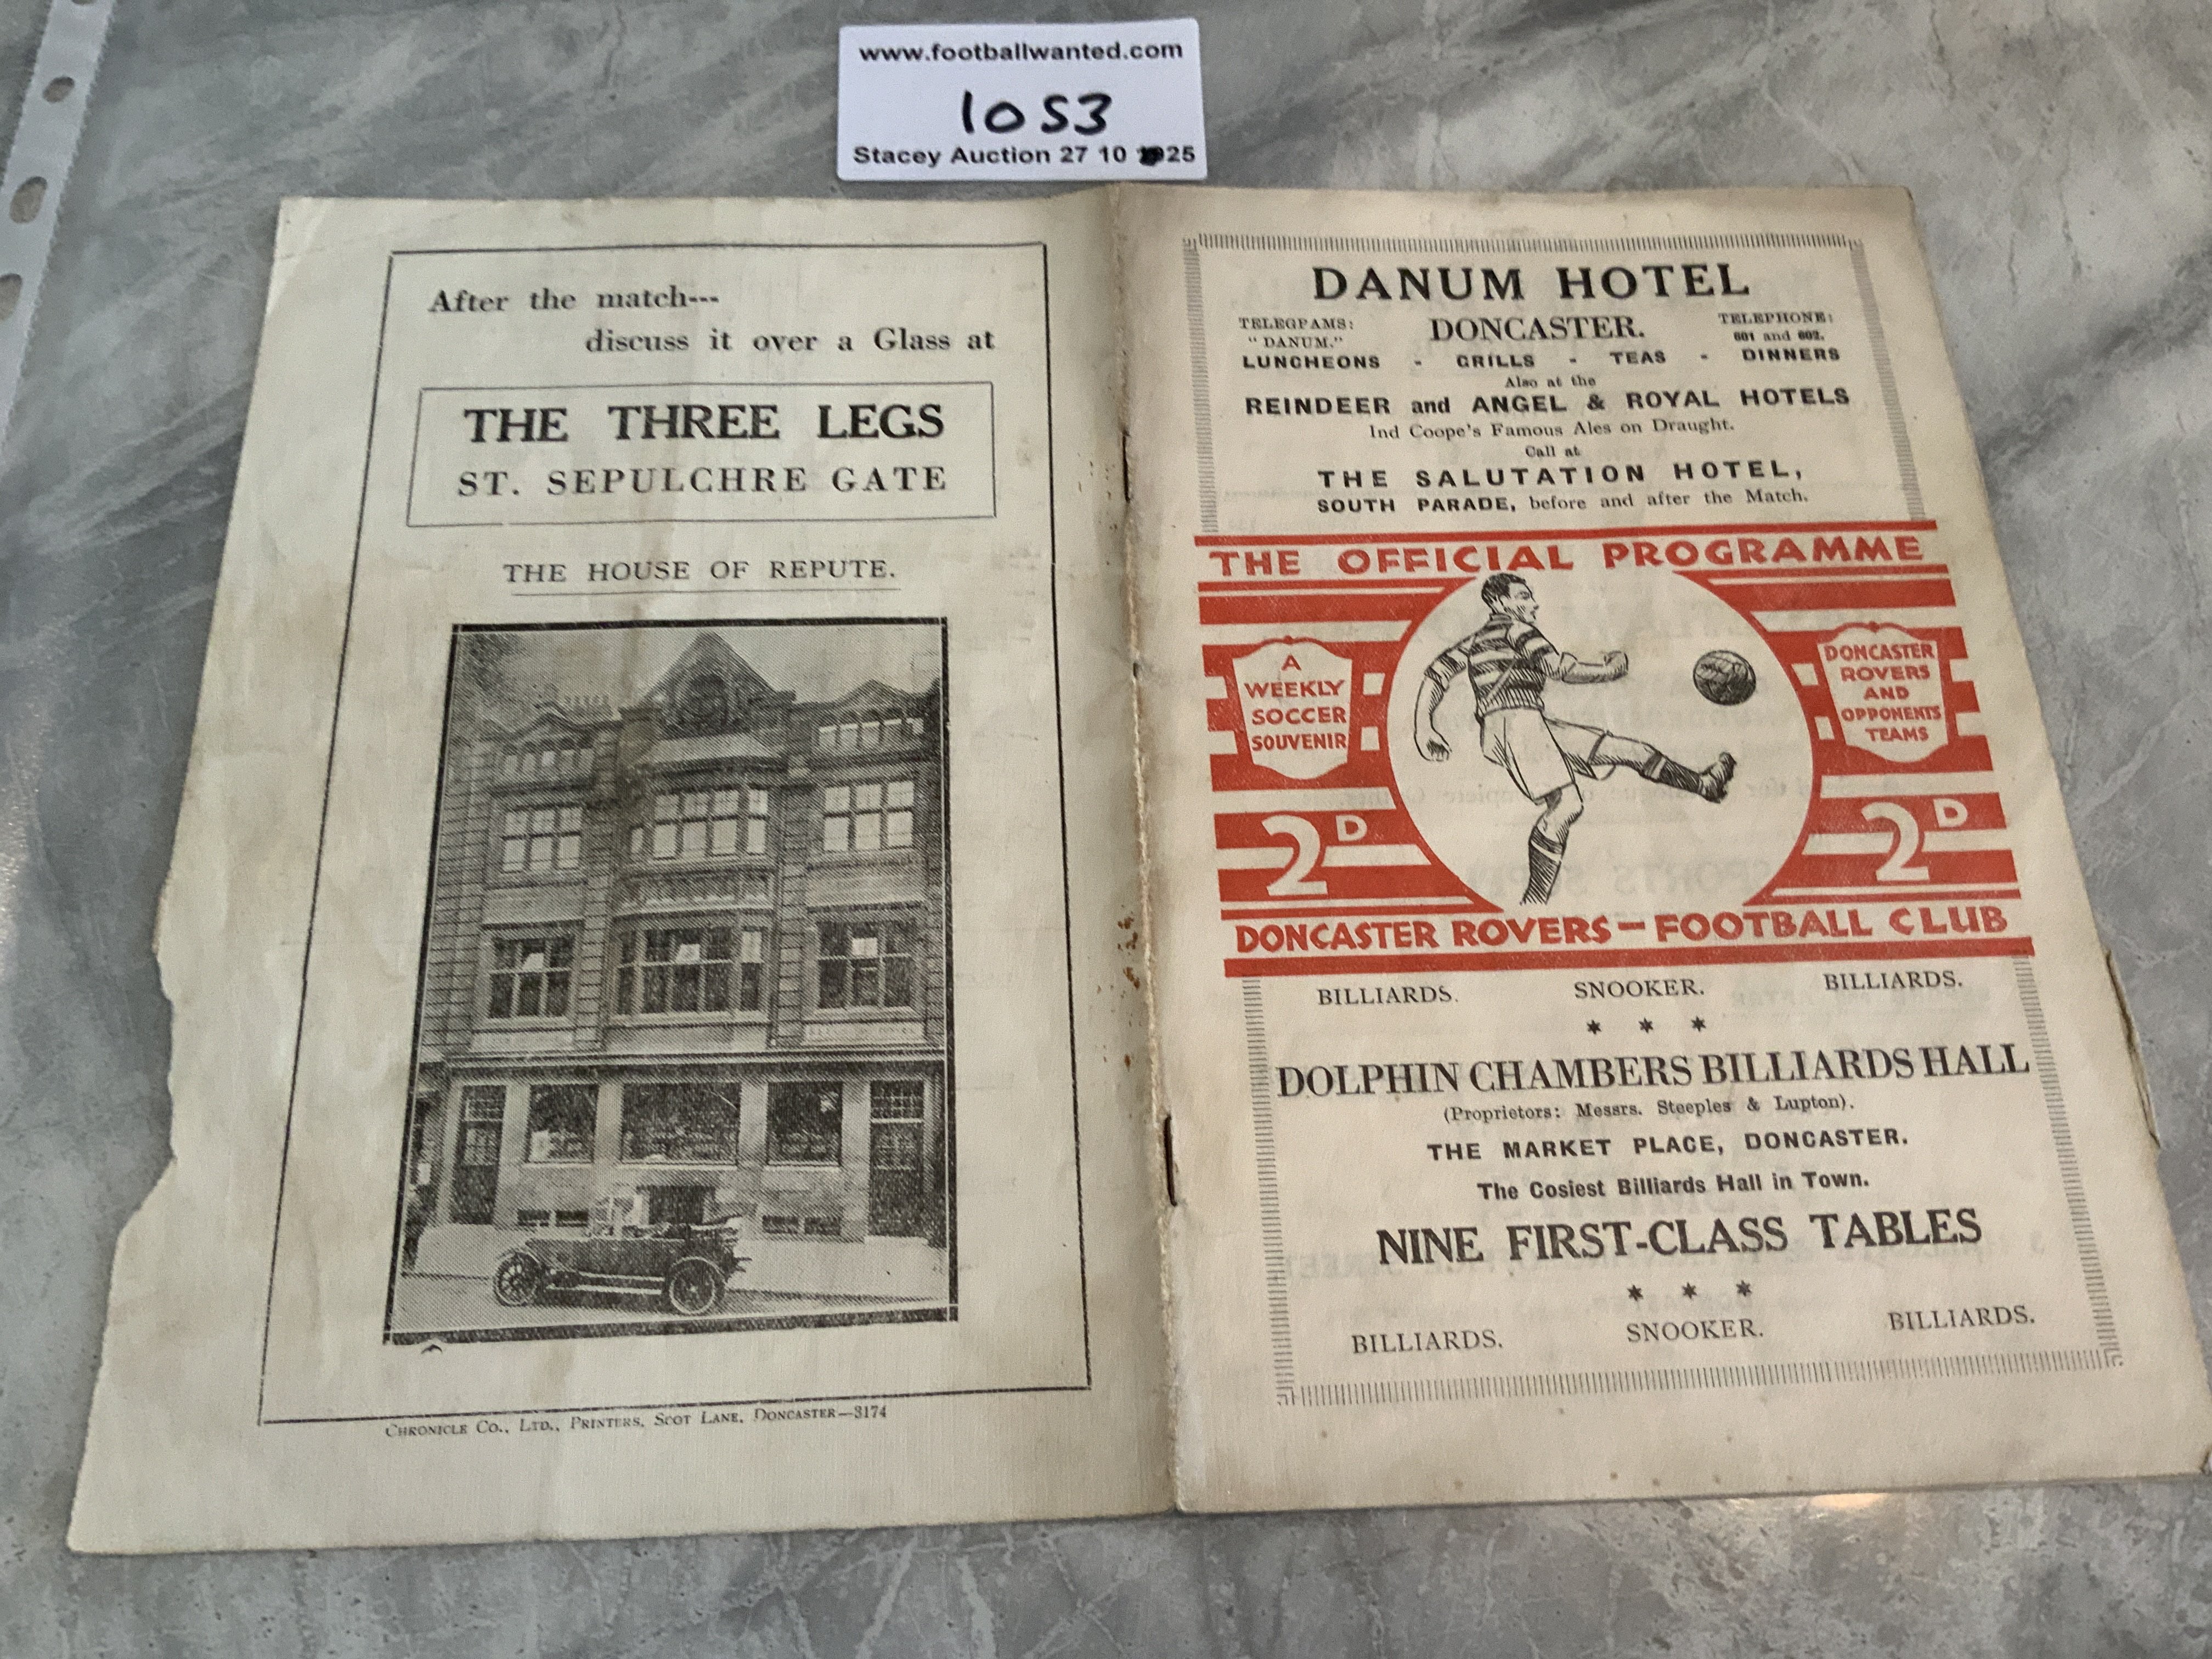 www.footballwanted.com
1053
Stacey Auction 27 10 25
After the match---
discuss it over a Glass at
THE THREE LEGS
ST. SEPULCHRE GATE
THE HOUSE OF REPUTE.
CHRONICLE CO., LTD., PRINTERS, SCOT LANE, DONCASTER—3174
DANUM HOTEL
TELEGRAMS:
"DANUM."
DONCASTER.
TELEPHONE:
601 and 602.
LUNCHEONS - GRILLS - TEAS - DINNERS
Also at the
REINDEER and ANGEL & ROYAL HOTELS
Ind Coope's Famous Ales on Draught.
Call at
THE SALUTATION HOTEL,
SOUTH PARADE, before and after the Match.
THE OFFICIAL PROGRAMME
A
WEEKLY
SOCCER
SOUVENIR
DONCASTER
ROVERS
AND
OPPONENTS
TEAMS
2D
2D
DONCASTER ROVERS - FOOTBALL CLUB
BILLIARDS. SNOOKER. BILLIARDS.
* * *
DOLPHIN CHAMBERS BILLIARDS HALL
(Proprietors: Messrs. Steeples & Lupton).
THE MARKET PLACE, DONCASTER.
The Cosiest Billiards Hall in Town.
NINE FIRST-CLASS TABLES
* * *
BILLIARDS. SNOOKER. BILLIARDS.